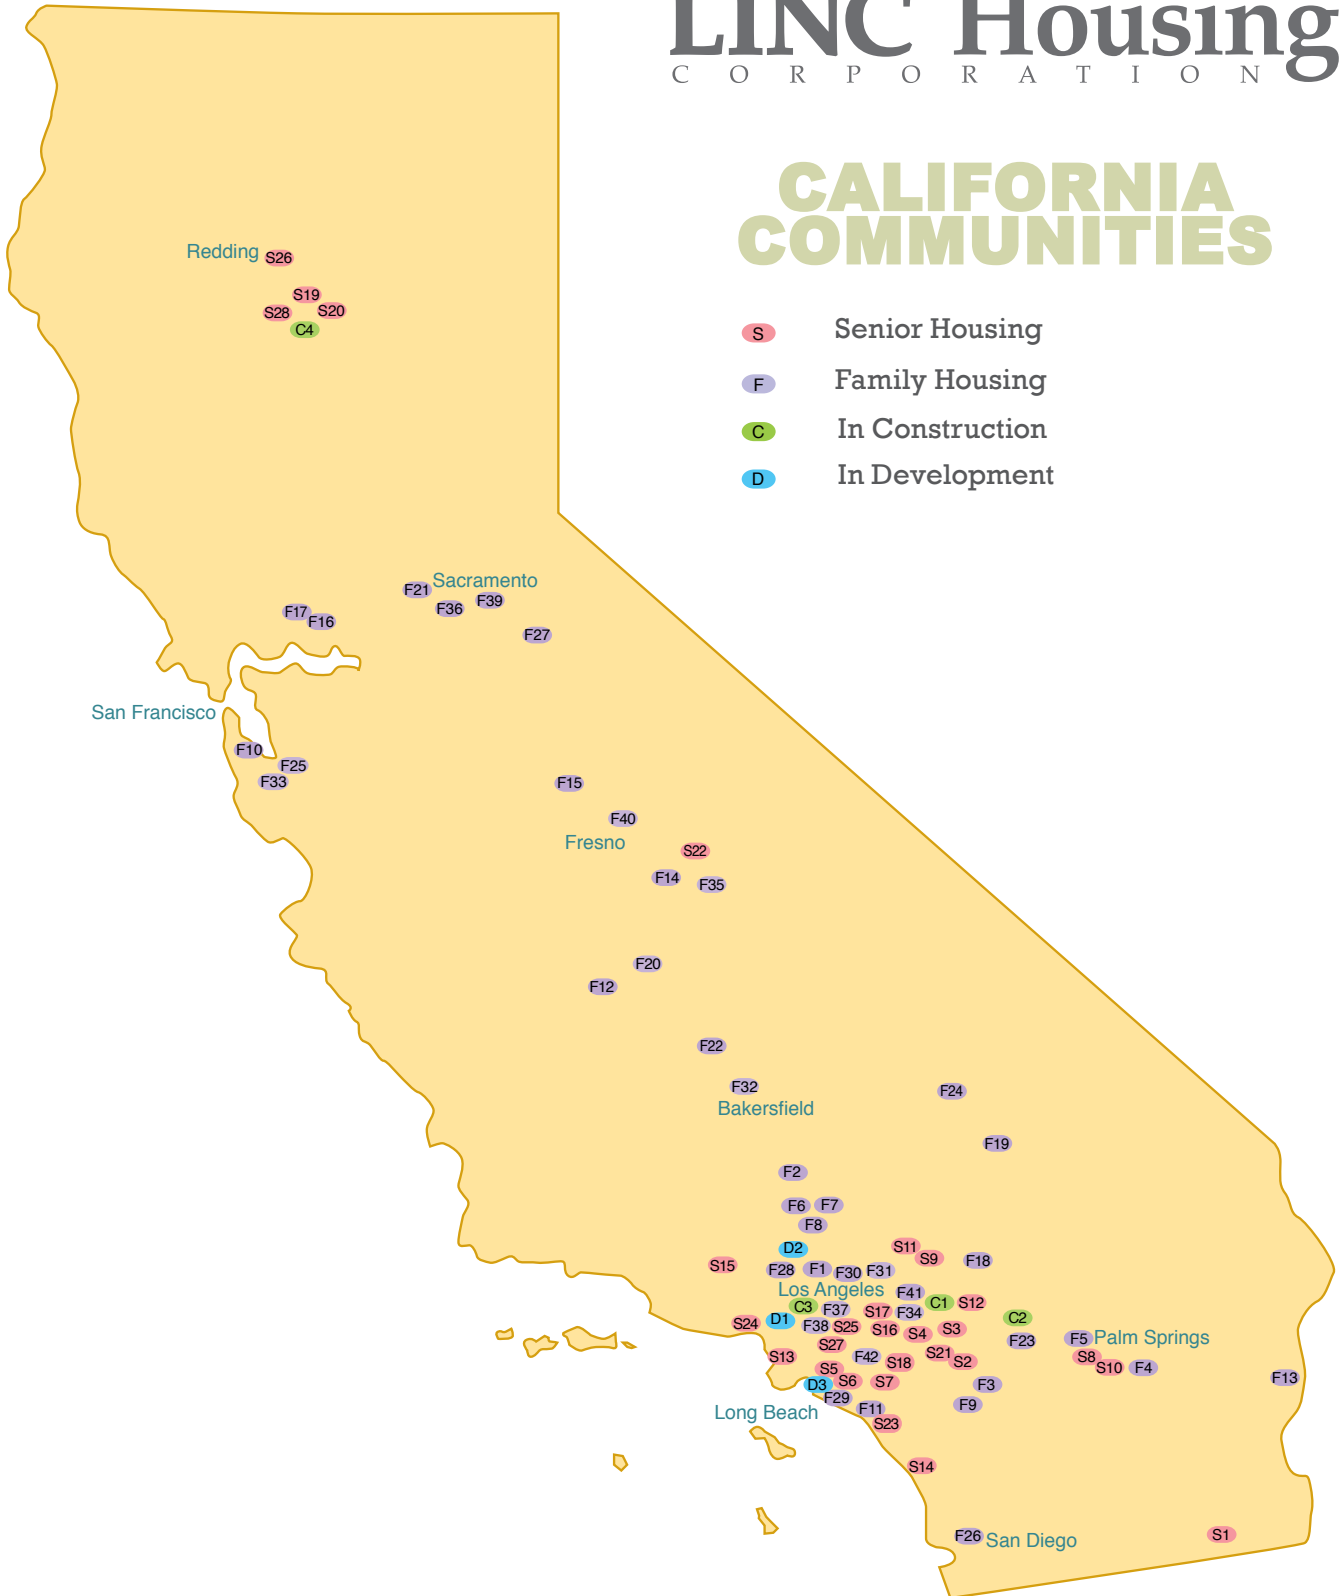 LINC Housing
CORPORATION
CALIFORNIA
COMMUNITIES
S Senior Housing
F Family Housing
C In Construction
D In Development
Redding S26
S19
S28 S20
C4
F21 Sacramento
F36 F39
F17
F16
F27
San Francisco
F10
F25
F33
F15
F40
Fresno
S22
F14
F35
F20
F12
F22
F32
Bakersfield
F24
F19
F2
F6 F7
F8
D2
S11
S9
F18
S15
F28 F1 F30 F31
Los Angeles
F41
C3 F37 S17 F34 C1 S12
C2
S24 D1 F38 S25 S16 S4 S3
F23
F5 Palm Springs
S27
S13 F42 S18 S21 S2
S8
S10 F4
S5
D3 S6 S7 F3
F13
F29
F11 F9
Long Beach
S23
S14
F26 San Diego
S1